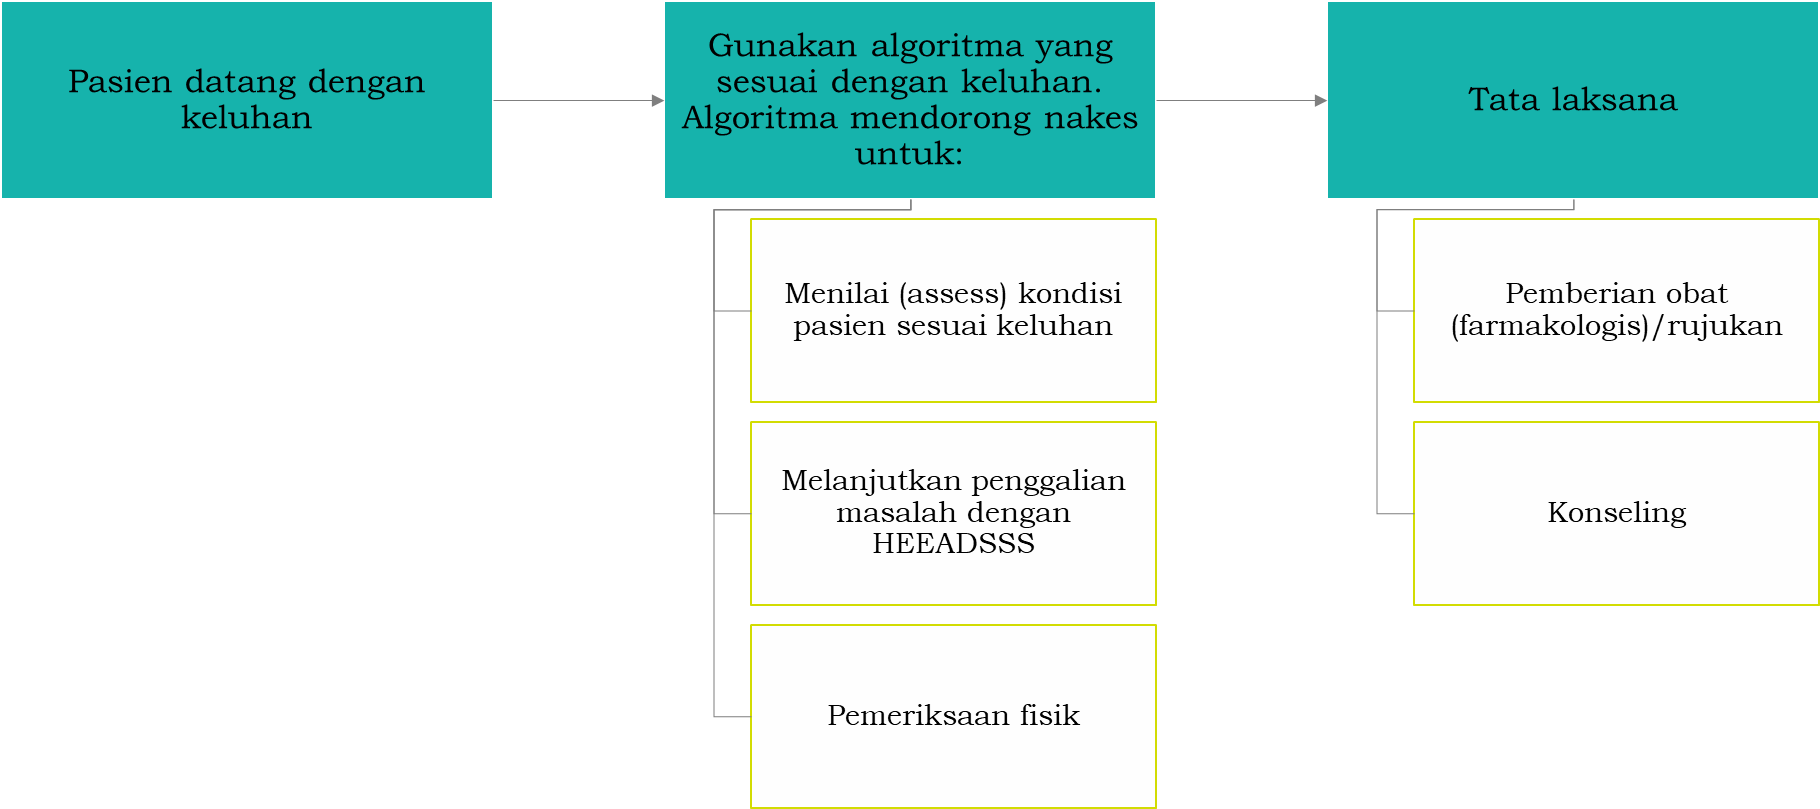 Pasien datang dengan
keluhan
Gunakan algoritma yang
sesuai dengan keluhan.
Algoritma mendorong nakes
untuk:
Menilai (assess) kondisi
pasien sesuai keluhan
Melanjutkan penggalian
masalah dengan
HEEADSSS
Pemeriksaan fisik
Tata laksana
Pemberian obat
(farmakologis)/rujukan
Konseling